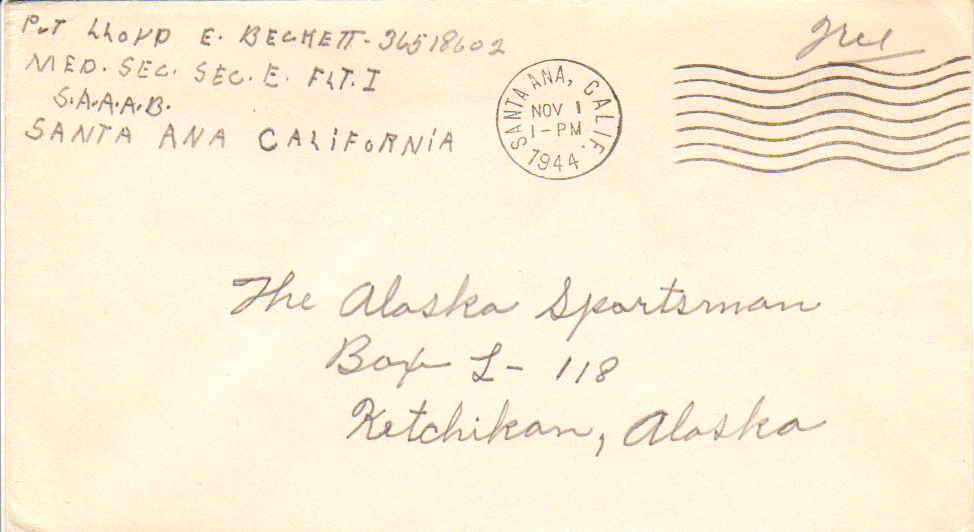 Pvt LLOYD E. BECKETT - 36518602
MED. SEC. SEC. E. FLT. I
S.A.A.A.B.
SANTA ANA CALiFORNiA
Free
SANTA ANA, CALIF.
NOV 1
1-PM
1944
The Alaska Sportsman
Box L- 118
Ketchikan, Alaska